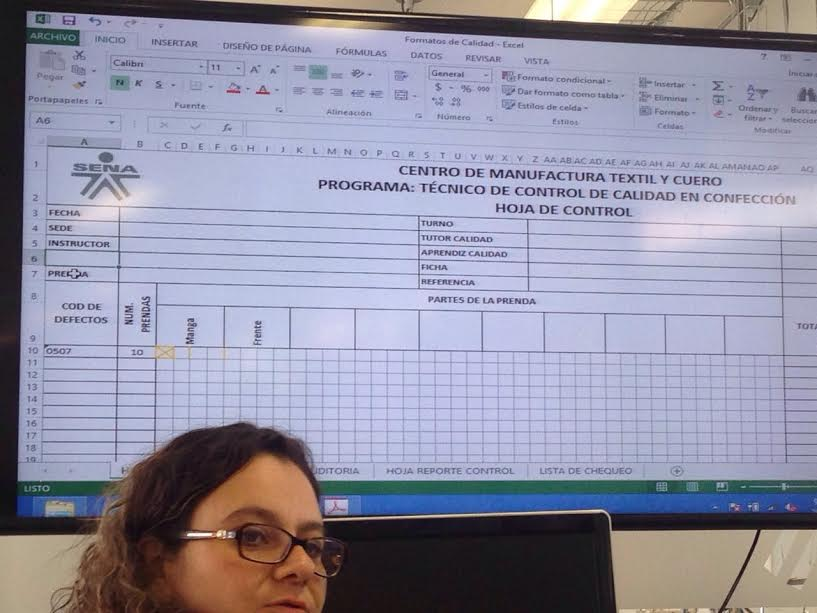 Formatos de Calidad - Excel
ARCHIVO INICIO INSERTAR DISEÑO DE PÁGINA FÓRMULAS DATOS REVISAR VISTA
Iniciar
Pegar
Calibri 11
N K S
General
$ % 000
Formato condicional
Dar formato como tabla
Estilos de celda
Insertar
Eliminar
Formato
Ordenar y filtrar
Buscar
Portapapeles Fuente Alineación Número Estilos Celdas Modificar
A6 fx
A B C D E F G H I J K L M N O P Q R S T U V W X Y Z AA AB AC AD AE AF AG AH AI AJ AK AL AM AN AO AP AQ
1 SENA CENTRO DE MANUFACTURA TEXTIL Y CUERO
PROGRAMA: TÉCNICO DE CONTROL DE CALIDAD EN CONFECCIÓN
2 HOJA DE CONTROL
3 FECHA TURNO
4 SEDE TUTOR CALIDAD
5 INSTRUCTOR APRENDIZ CALIDAD
6 FICHA
7 REFERENCIA
8 COD DE DEFECTOS NUM. PRENDAS PARTES DE LA PRENDA
9 Manga Frente
10 0507 10
11
12
13
14
15
16
17
18
19
HOJA REPORTE CONTROL LISTA DE CHEQUEO
LISTO